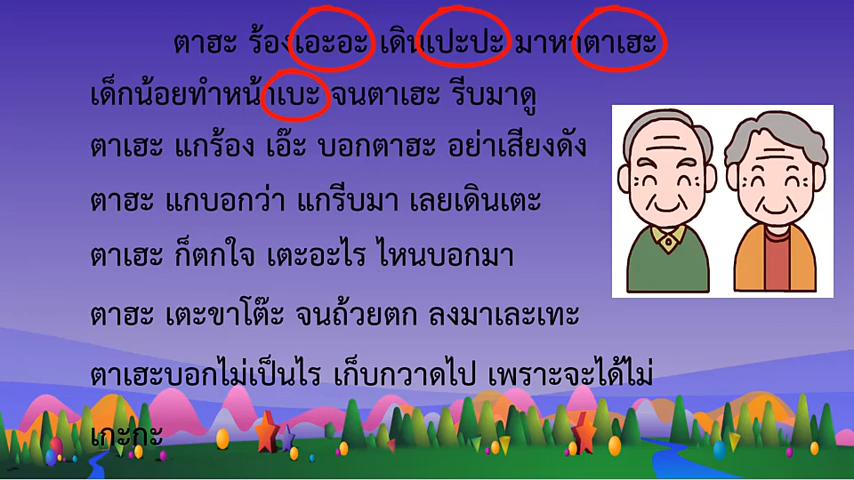 ตาฮะ ร้องเอะอะ เดินเปะปะ มาหาตาเฮะ
เด็กน้อยทำหน้าเบะ จนตาเฮะ รีบมาดู
ตาเฮะ แกร้อง เอ๊ะ บอกตาฮะ อย่าเสียงดัง
ตาฮะ แกบอกว่า แกรีบมา เลยเดินเตะ
ตาเฮะ ก็ตกใจ เตะอะไร ไหนบอกมา
ตาฮะ เตะขาโต๊ะ จนถ้วยตก ลงมาเละเทะ
ตาเฮะบอกไม่เป็นไร เก็บกวาดไป เพราะจะได้ไม่
เกะกะ